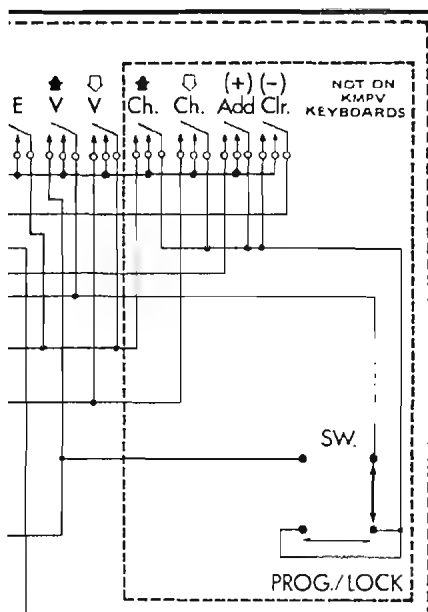 NOT ON
KMPV
KEYBOARDS
E V V Ch. Ch. (+) Add (−) Clr.
SW.
PROG./LOCK